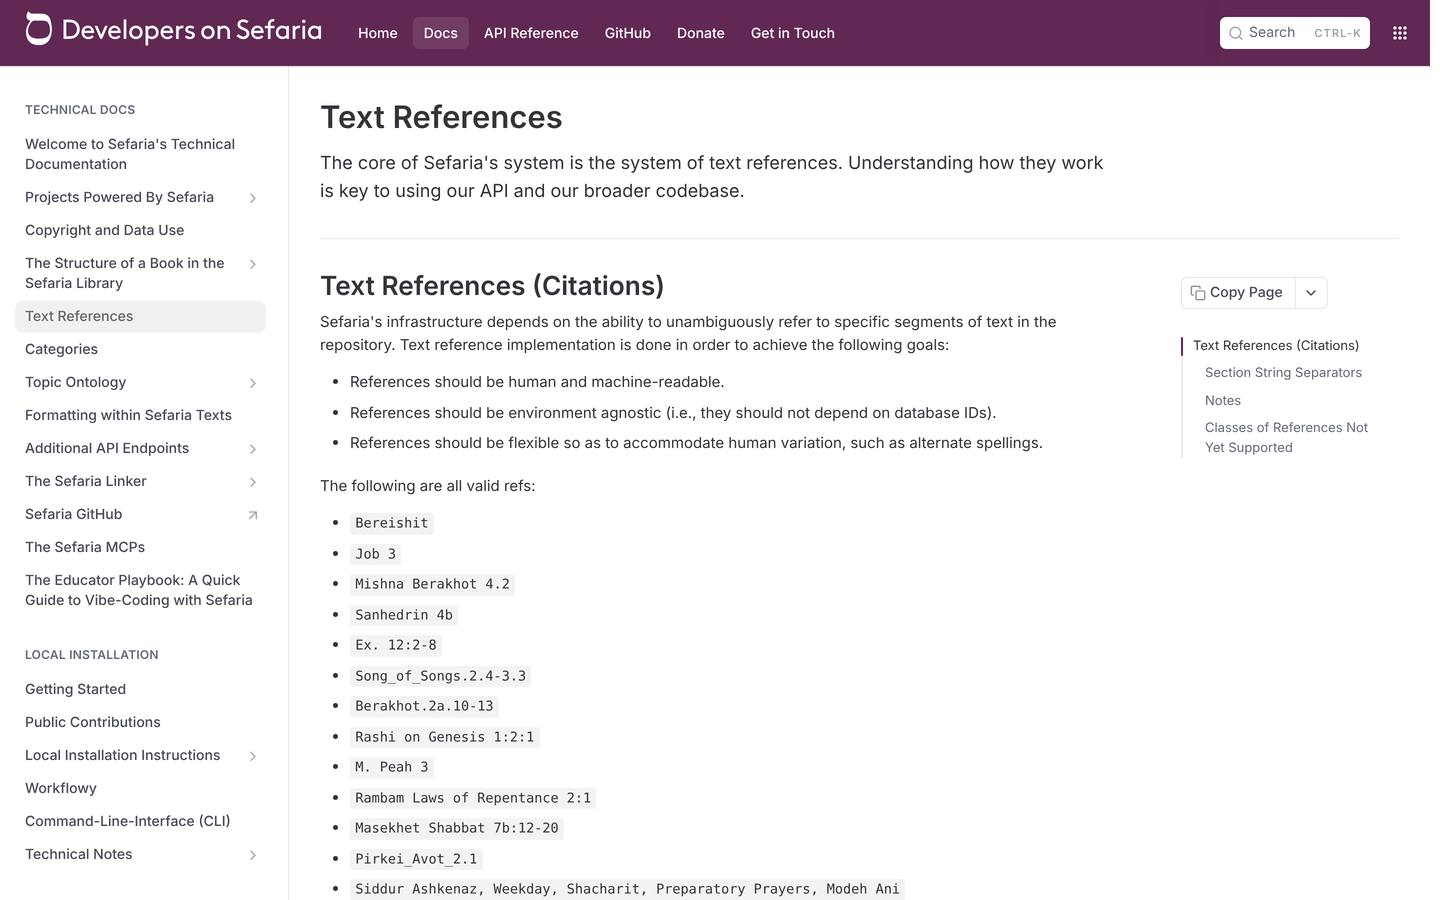 Developers on Sefaria
Home
Docs
API Reference
GitHub
Donate
Get in Touch
Search
CTRL-K
TECHNICAL DOCS
Welcome to Sefaria's Technical
Documentation
Projects Powered By Sefaria
Copyright and Data Use
The Structure of a Book in the
Sefaria Library
Text References
Categories
Topic Ontology
Formatting within Sefaria Texts
Additional API Endpoints
The Sefaria Linker
Sefaria GitHub
The Sefaria MCPs
The Educator Playbook: A Quick
Guide to Vibe-Coding with Sefaria
LOCAL INSTALLATION
Getting Started
Public Contributions
Local Installation Instructions
Workflowy
Command-Line-Interface (CLI)
Technical Notes
Text References
The core of Sefaria's system is the system of text references. Understanding how they work
is key to using our API and our broader codebase.
Text References (Citations)
Sefaria's infrastructure depends on the ability to unambiguously refer to specific segments of text in the
repository. Text reference implementation is done in order to achieve the following goals:
• References should be human and machine-readable.
• References should be environment agnostic (i.e., they should not depend on database IDs).
• References should be flexible so as to accommodate human variation, such as alternate spellings.
The following are all valid refs:
• Bereishit
• Job 3
• Mishna Berakhot 4.2
• Sanhedrin 4b
• Ex. 12:2-8
• Song_of_Songs.2.4-3.3
• Berakhot.2a.10-13
• Rashi on Genesis 1:2:1
• M. Peah 3
• Rambam Laws of Repentance 2:1
• Masekhet Shabbat 7b:12-20
• Pirkei_Avot_2.1
• Siddur Ashkenaz, Weekday, Shacharit, Preparatory Prayers, Modeh Ani
Copy Page
Text References (Citations)
Section String Separators
Notes
Classes of References Not
Yet Supported